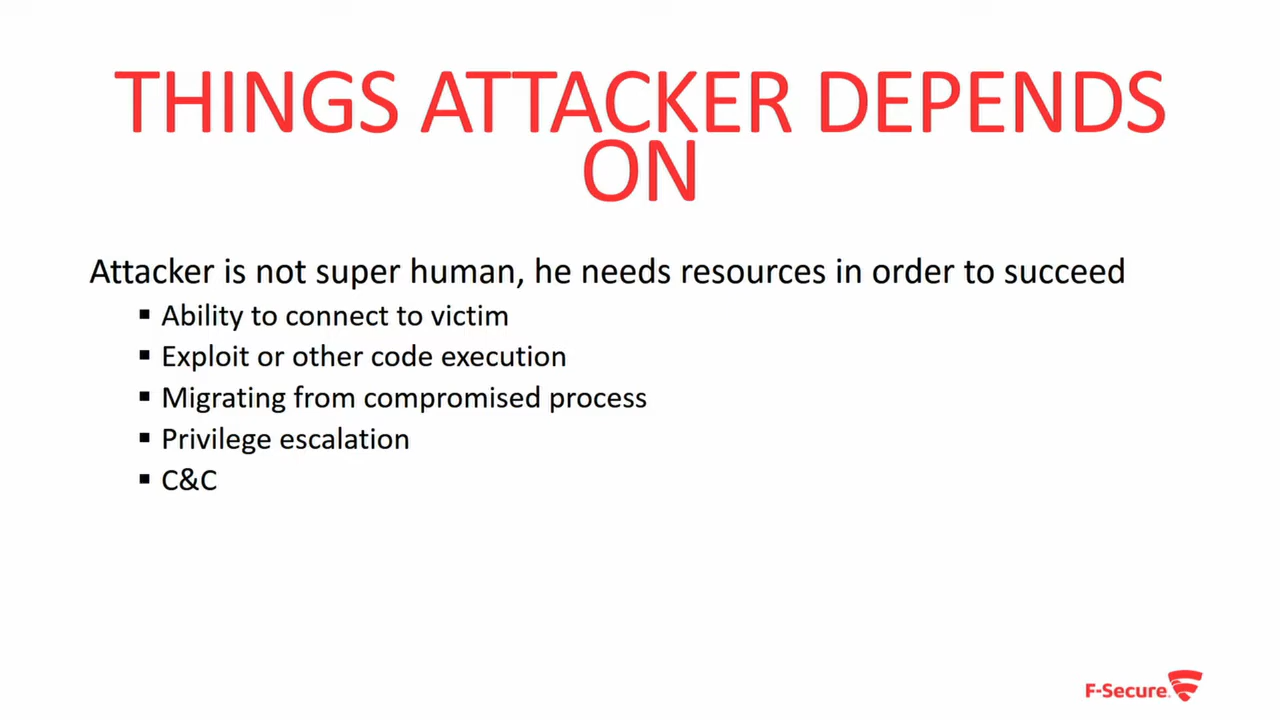 THINGS ATTACKER DEPENDS
ON
Attacker is not super human, he needs resources in order to succeed
▪ Ability to connect to victim
▪ Exploit or other code execution
▪ Migrating from compromised process
▪ Privilege escalation
▪ C&C
F-Secure.